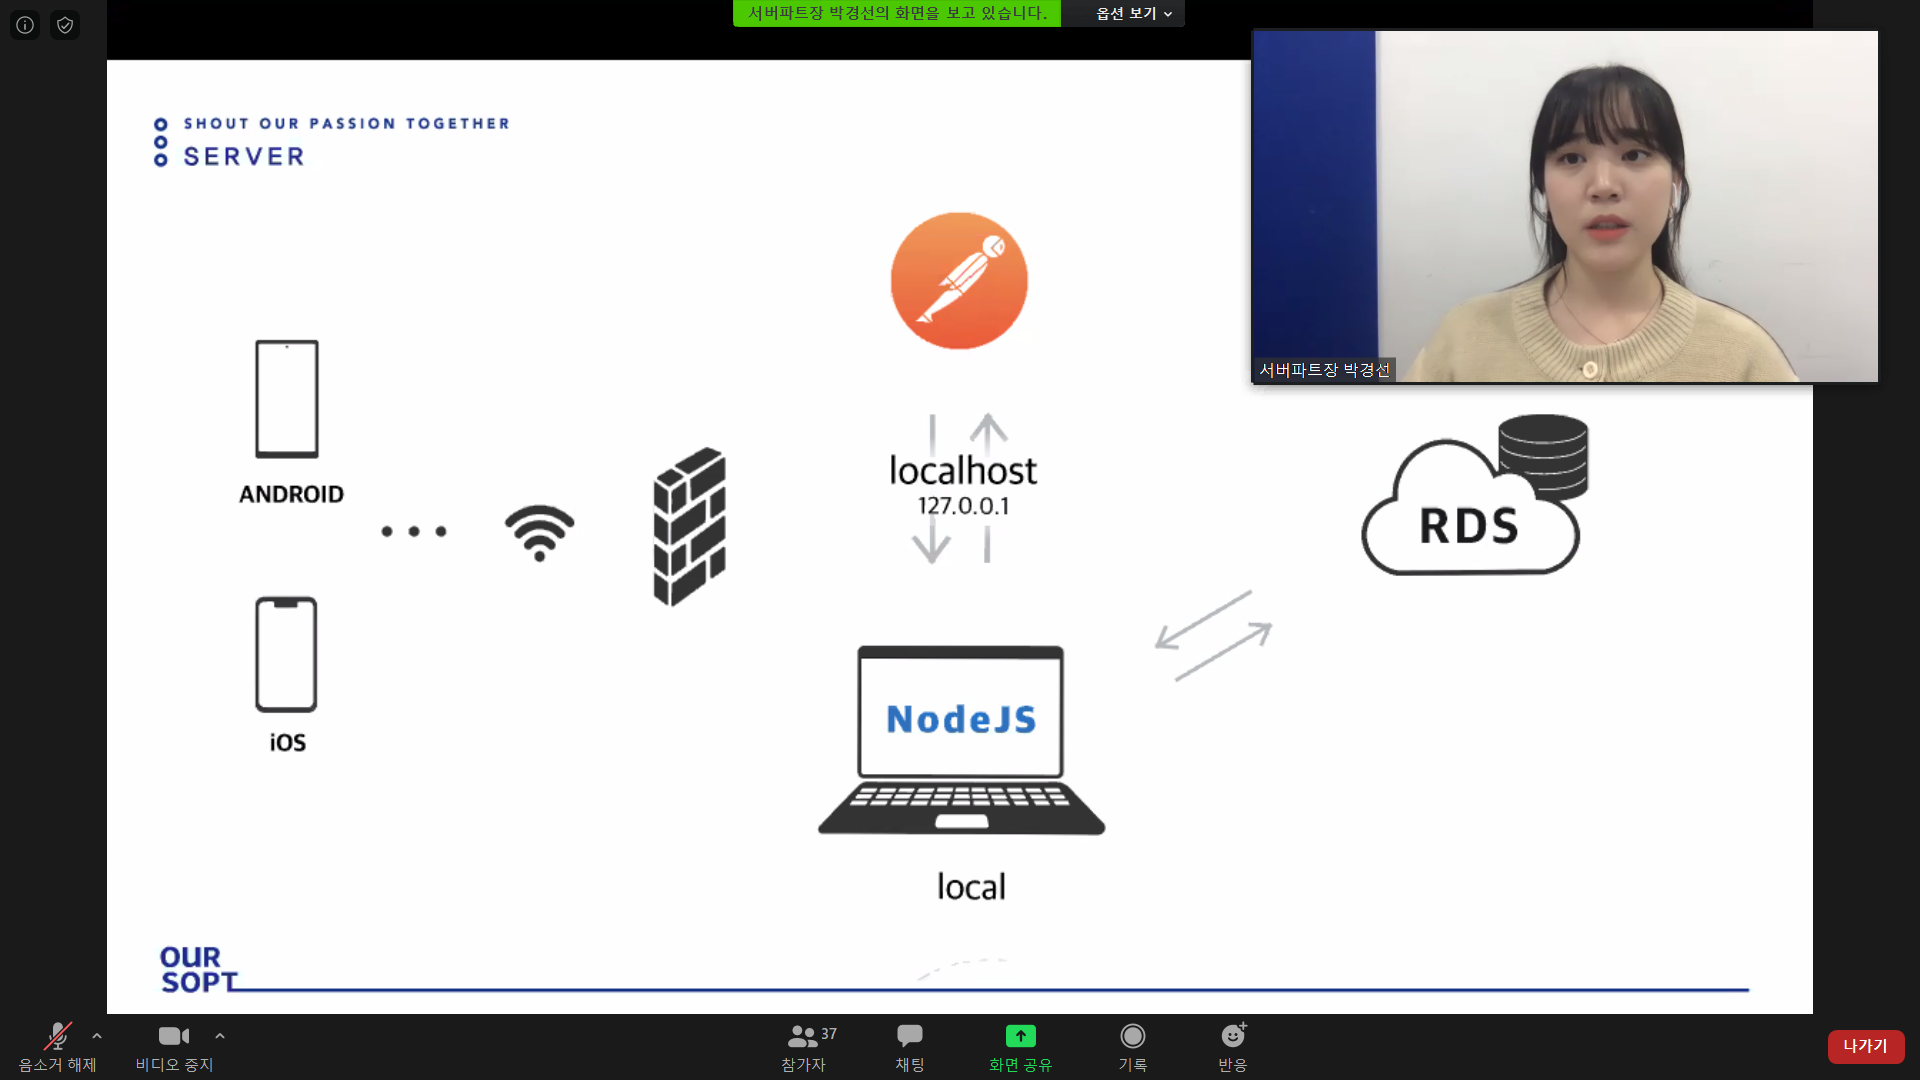 서버파트장 박경선의 화면을 보고 있습니다.
옵션 보기
SHOUT OUR PASSION TOGETHER
SERVER
서버파트장 박경선
ANDROID
iOS
localhost
127.0.0.1
RDS
NodeJS
local
OUR
SOPT
음소거 해제
비디오 중지
37
참가자
채팅
화면 공유
기록
반응
나가기